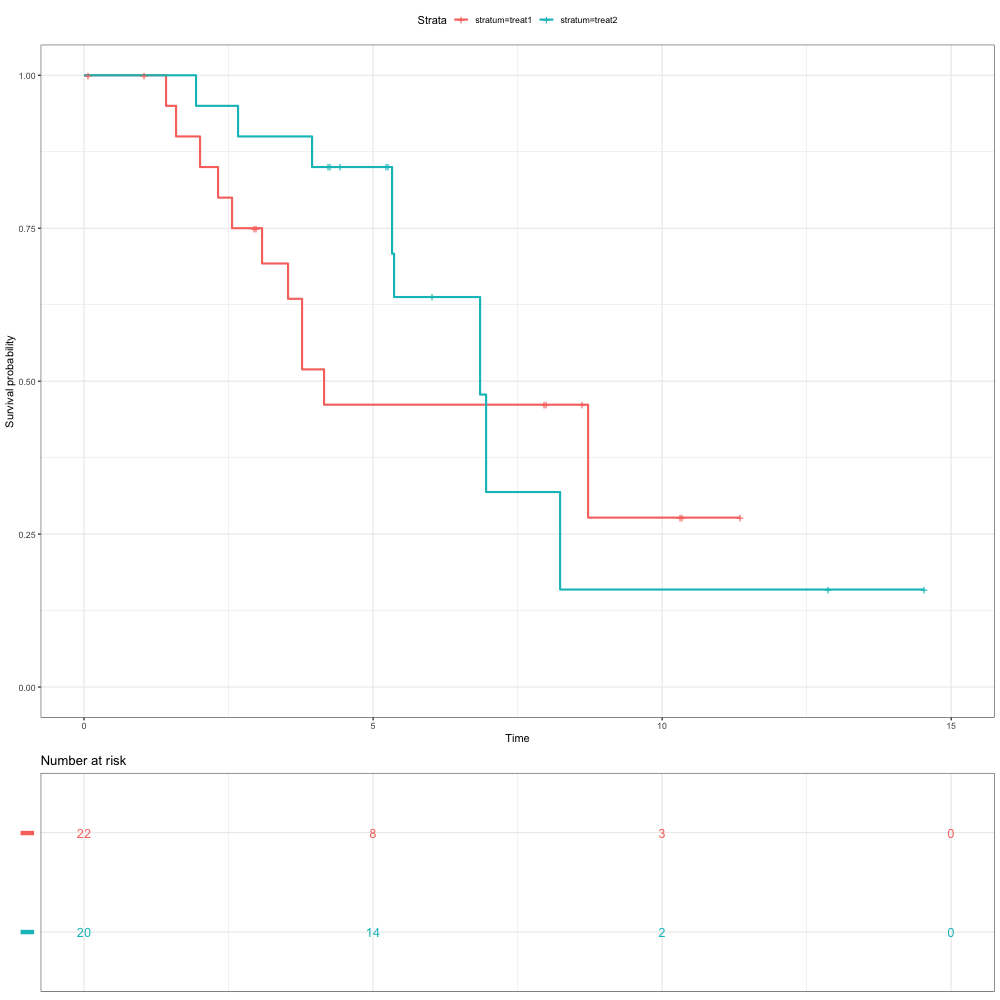 Strata stratum=treat1 stratum=treat2
1.00
0.75
0.50
0.25
0.00
Survival probability
0 5 10 15
Time
Number at risk
22 8 3 0
20 14 2 0